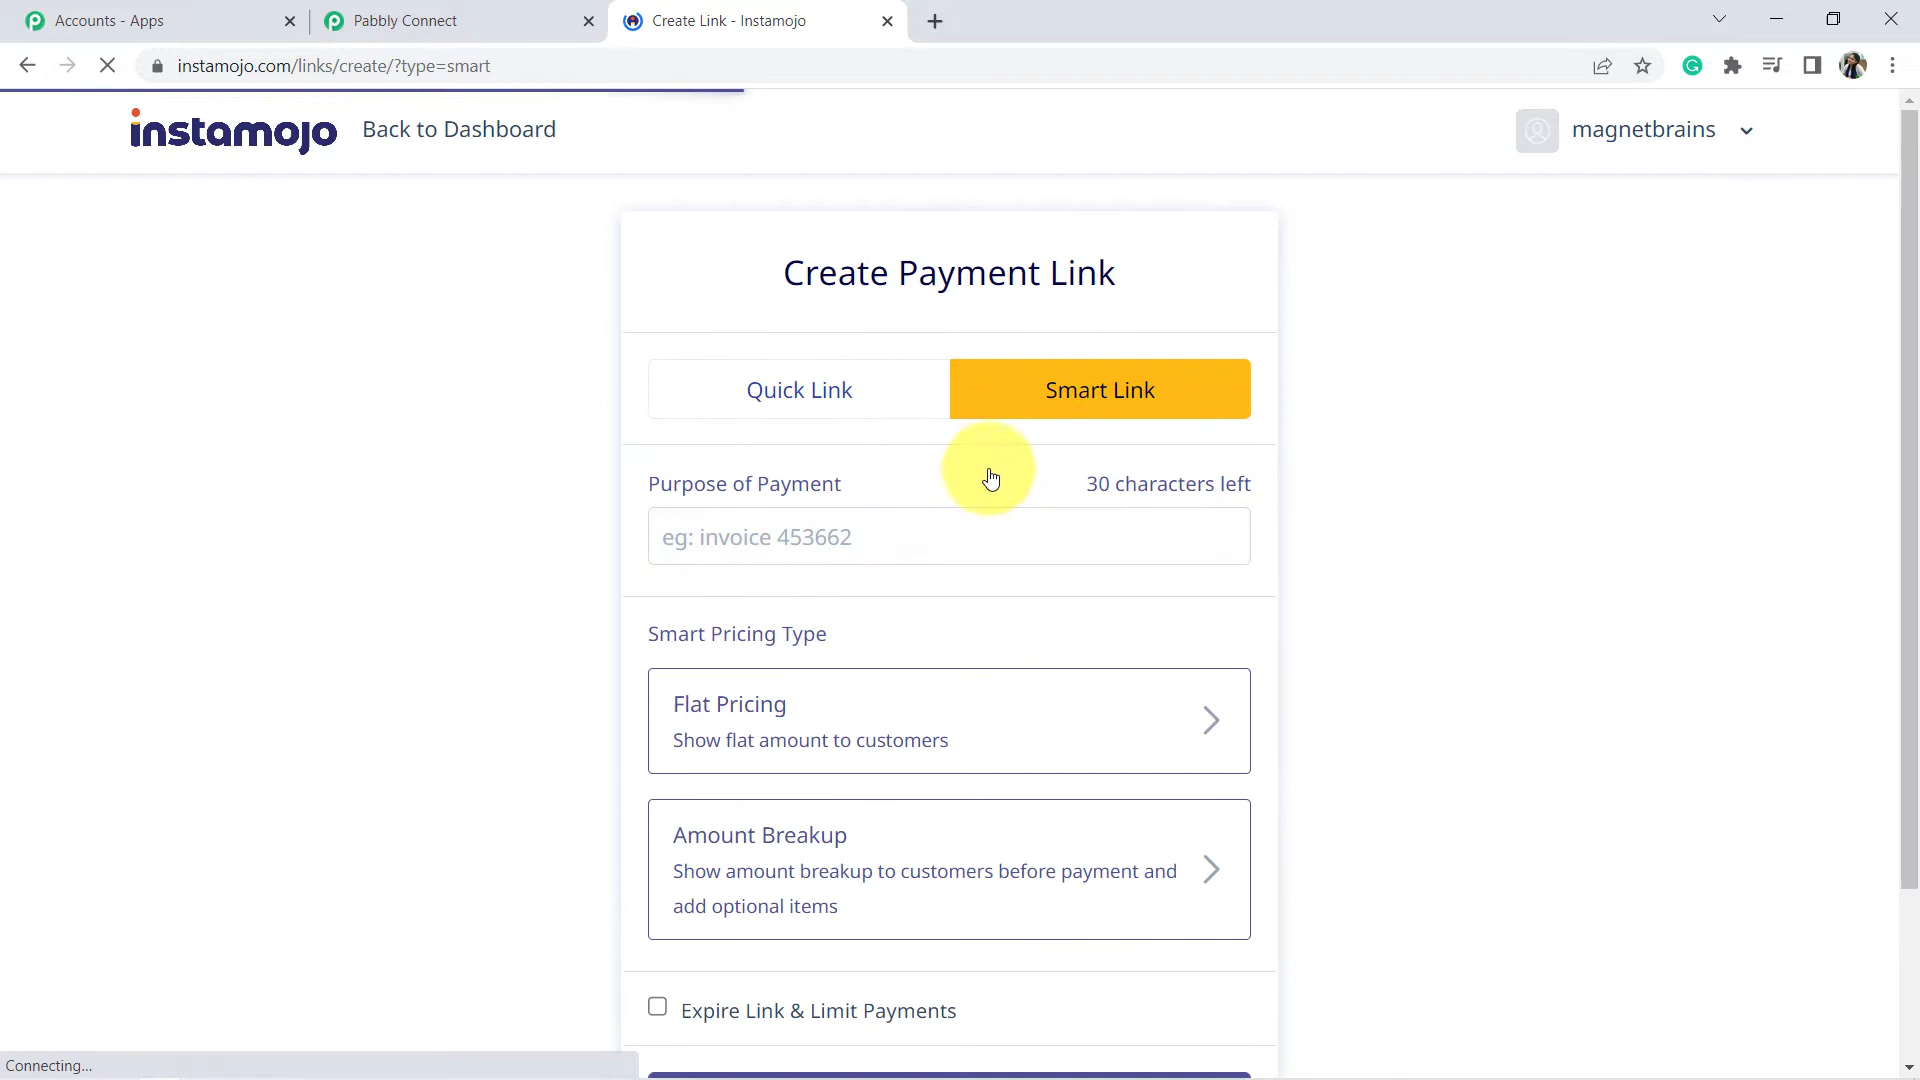 Accounts - Apps
Pabbly Connect
Create Link - Instamojo
instamojo.com/links/create/?type=smart
instamojo
Back to Dashboard
magnetbrains
Create Payment Link
Quick Link
Smart Link
Purpose of Payment
30 characters left
eg: invoice 453662
Smart Pricing Type
Flat Pricing
Show flat amount to customers
Amount Breakup
Show amount breakup to customers before payment and
add optional items
Expire Link & Limit Payments
Connecting...